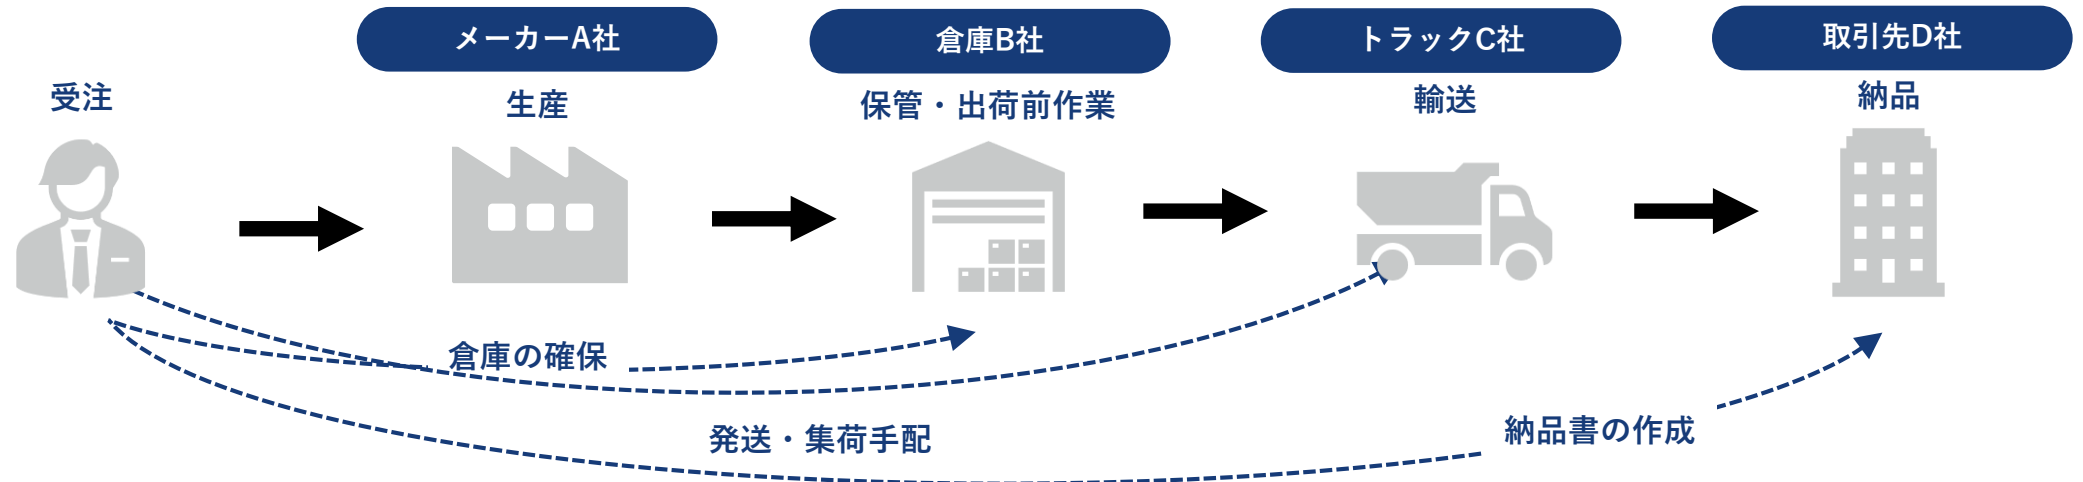 メーカーA社
倉庫B社
トラックC社
取引先D社
受注
生産
保管・出荷前作業
輸送
納品
倉庫の確保
発送・集荷手配
納品書の作成